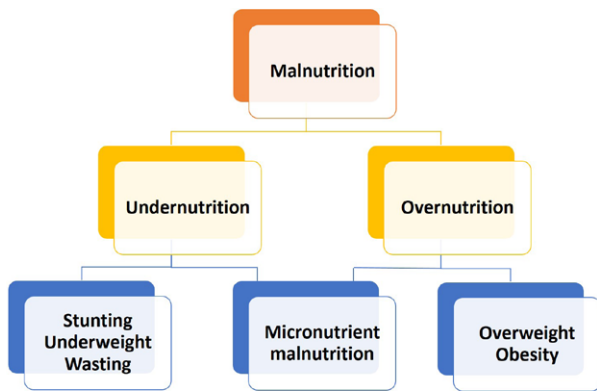 Malnutrition
Undernutrition
Overnutrition
Stunting
Underweight
Wasting
Micronutrient
malnutrition
Overweight
Obesity